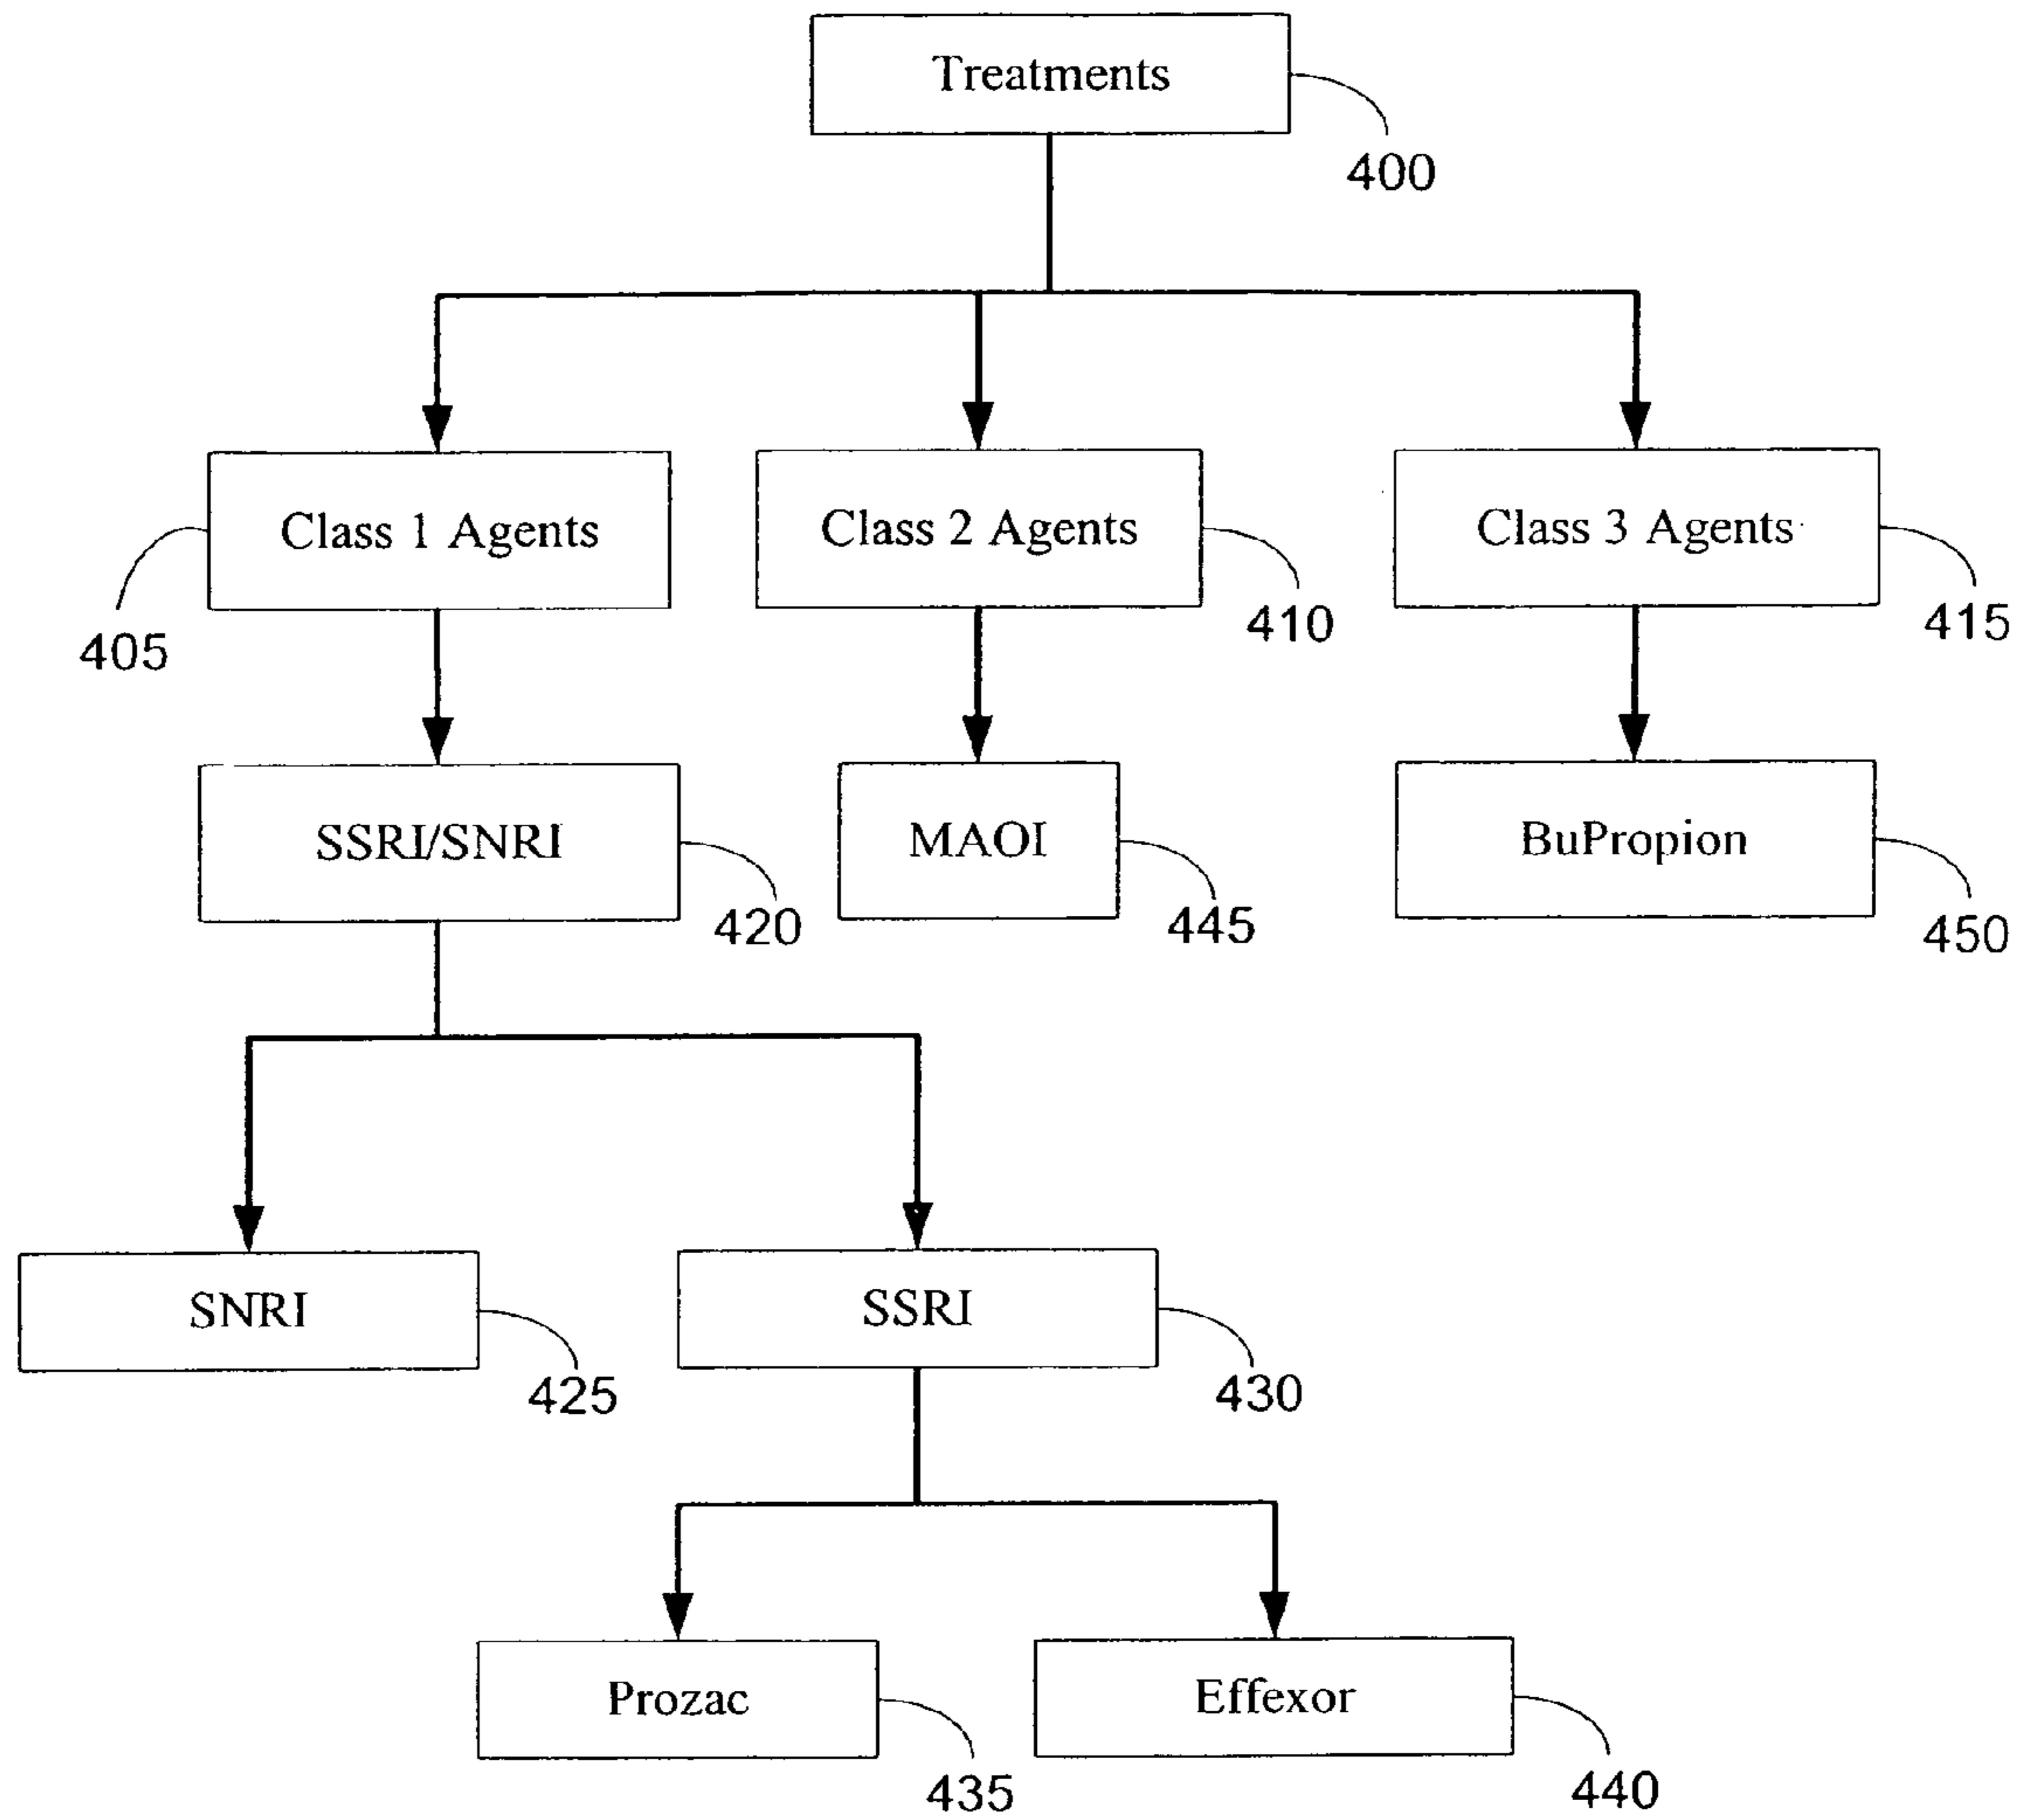 Treatments
400
Class 1 Agents
Class 2 Agents
Class 3 Agents
405
410
415
SSRI/SNRI
MAOI
BuPropion
420
445
450
SNRI
SSRI
425
430
Prozac
Effexor
435
440